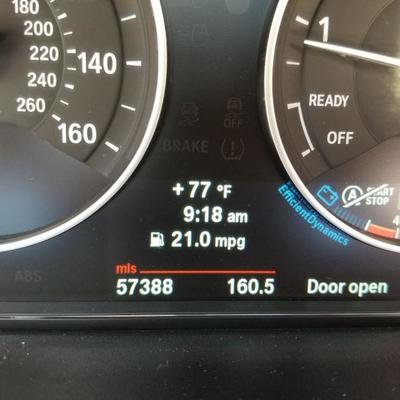 180
200
220
240
260
140
160
1
READY
OFF
OFF
BRAKE
+77 °F
9:18 am
21.0 mpg
A START
STOP
EfficientDynamics
4
ABS
mls
57388 160.5 Door open